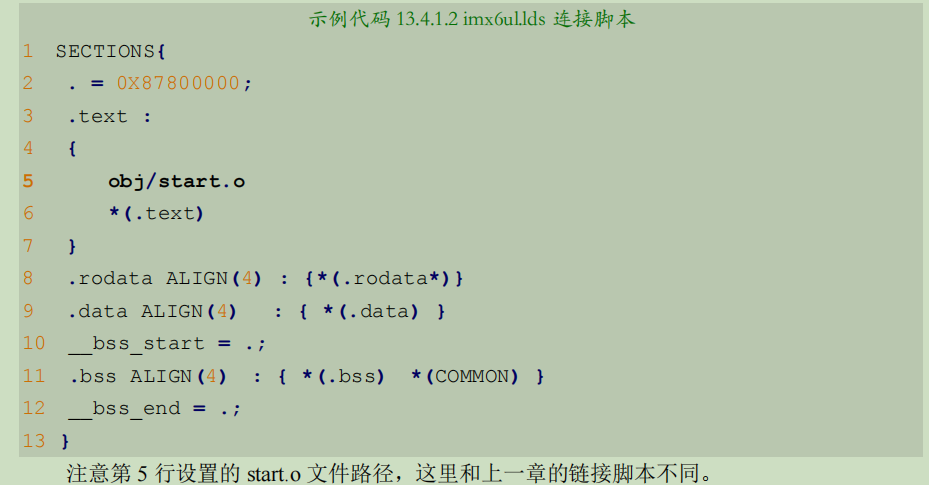 示例代码 13.4.1.2 imx6ul.lds 连接脚本
1 SECTIONS{
2 . = 0X87800000;
3 .text :
4 {
5 obj/start.o
6 *(.text)
7 }
8 .rodata ALIGN(4) : {*(.rodata*)}
9 .data ALIGN(4) : { *(.data) }
10 __bss_start = .;
11 .bss ALIGN(4) : { *(.bss) *(COMMON) }
12 __bss_end = .;
13 }
注意第 5 行设置的 start.o 文件路径，这里和上一章的链接脚本不同。